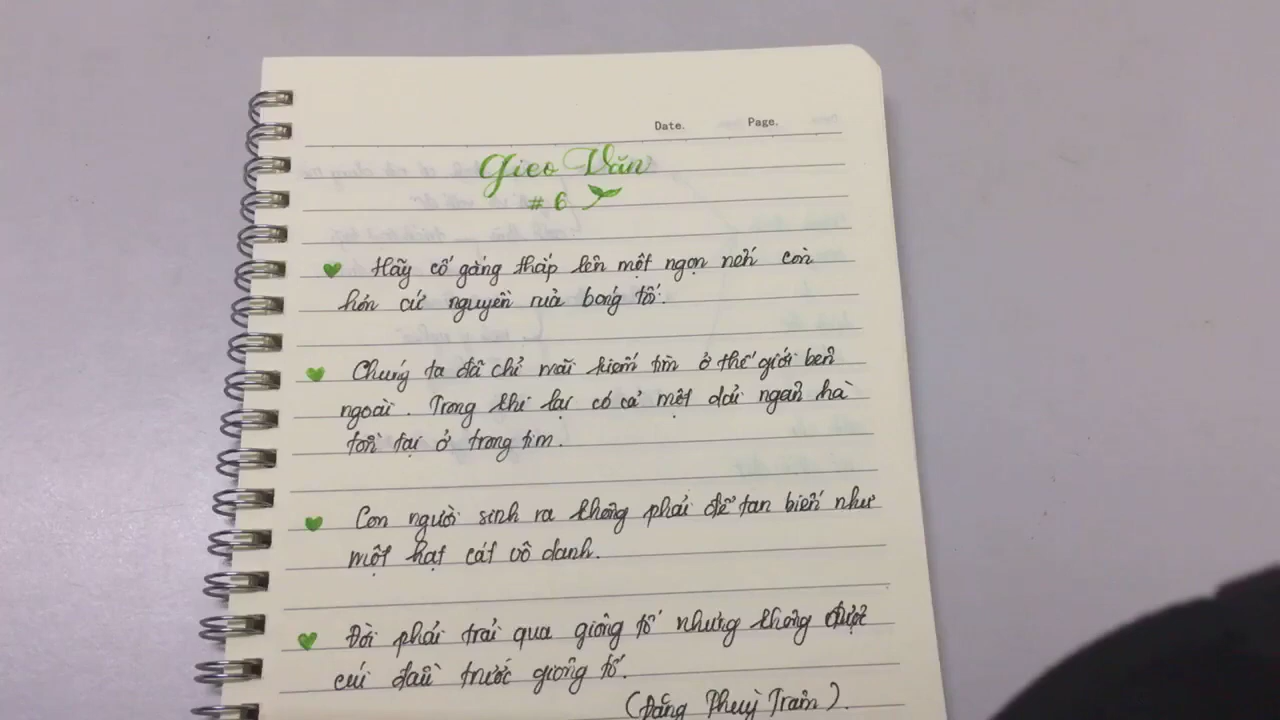 Date. Page.
Gieo Văn
# 6
Hãy cố gắng thắp lên một ngọn nến còn
hơn cứ nguyền rủa bóng tối.
Chúng ta đã chỉ mãi kiếm tìm ở thế giới bên
ngoài. Trong khi lại có cả một dải ngân hà
tồn tại ở trong tim.
Con người sinh ra không phải để tan biến như
một hạt cát vô danh.
Đời phải trải qua giông tố nhưng không được
cúi đầu trước giông tố.
(Đặng Thuỳ Trâm).